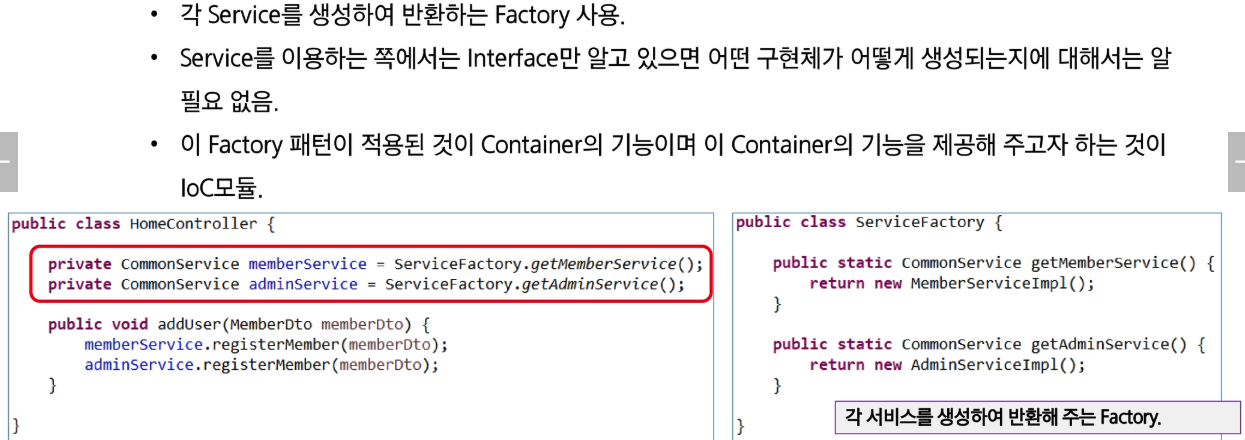 • 각 Service를 생성하여 반환하는 Factory 사용.
• Service를 이용하는 쪽에서는 Interface만 알고 있으면 어떤 구현체가 어떻게 생성되는지에 대해서는 알
필요 없음.
• 이 Factory 패턴이 적용된 것이 Container의 기능이며 이 Container의 기능을 제공해 주고자 하는 것이
IoC모듈.
public class HomeController {
private CommonService memberService = ServiceFactory.getMemberService();
private CommonService adminService = ServiceFactory.getAdminService();
public void addUser(MemberDto memberDto) {
memberService.registerMember(memberDto);
adminService.registerMember(memberDto);
}
}
public class ServiceFactory {
public static CommonService getMemberService() {
return new MemberServiceImpl();
}
public static CommonService getAdminService() {
return new AdminServiceImpl();
}
각 서비스를 생성하여 반환해 주는 Factory.
}